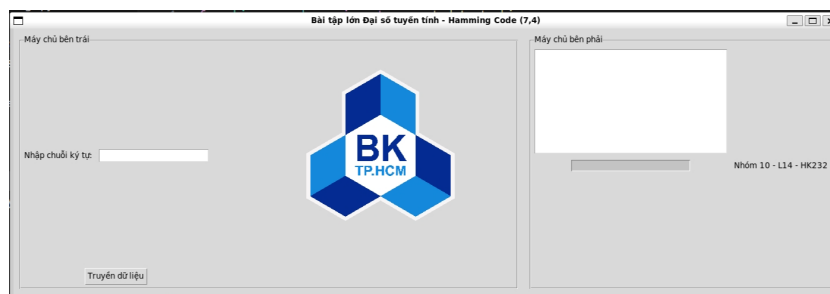 Bài tập lớn Đại số tuyến tính - Hamming Code (7,4)
Máy chủ bên trái
Nhập chuỗi ký tự:
BK
TP.HCM
Truyền dữ liệu
Máy chủ bên phải
Nhóm 10 - L14 - HK232